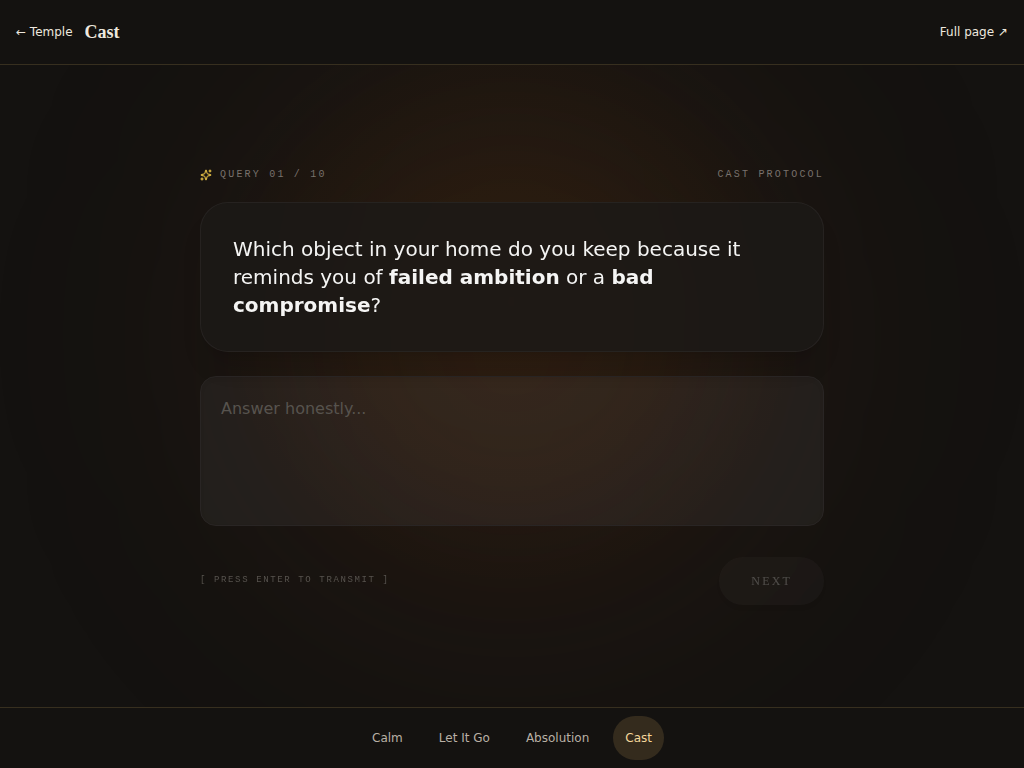 ← Temple Cast
Full page ↗
QUERY 01 / 10
CAST PROTOCOL
Which object in your home do you keep because it
reminds you of failed ambition or a bad
compromise?
Answer honestly...
[ PRESS ENTER TO TRANSMIT ]
NEXT
Calm
Let It Go
Absolution
Cast